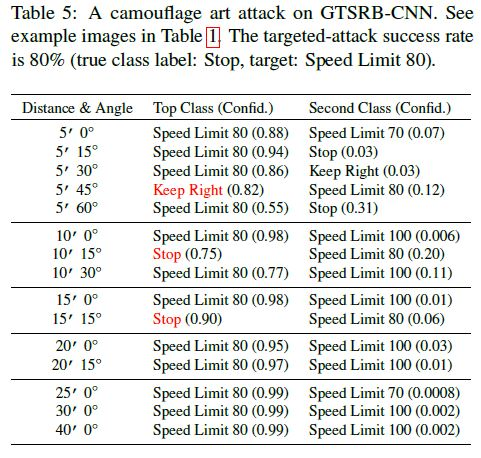 Table 5: A camouflage art attack on GTSRB-CNN. See
example images in Table 1. The targeted-attack success rate
is 80% (true class label: Stop, target: Speed Limit 80).
Distance & Angle Top Class (Confid.) Second Class (Confid.)
5′ 0° Speed Limit 80 (0.88) Speed Limit 70 (0.07)
5′ 15° Speed Limit 80 (0.94) Stop (0.03)
5′ 30° Speed Limit 80 (0.86) Keep Right (0.03)
5′ 45° Keep Right (0.82) Speed Limit 80 (0.12)
5′ 60° Speed Limit 80 (0.55) Stop (0.31)
10′ 0° Speed Limit 80 (0.98) Speed Limit 100 (0.006)
10′ 15° Stop (0.75) Speed Limit 80 (0.20)
10′ 30° Speed Limit 80 (0.77) Speed Limit 100 (0.11)
15′ 0° Speed Limit 80 (0.98) Speed Limit 100 (0.01)
15′ 15° Stop (0.90) Speed Limit 80 (0.06)
20′ 0° Speed Limit 80 (0.95) Speed Limit 100 (0.03)
20′ 15° Speed Limit 80 (0.97) Speed Limit 100 (0.01)
25′ 0° Speed Limit 80 (0.99) Speed Limit 70 (0.0008)
30′ 0° Speed Limit 80 (0.99) Speed Limit 100 (0.002)
40′ 0° Speed Limit 80 (0.99) Speed Limit 100 (0.002)